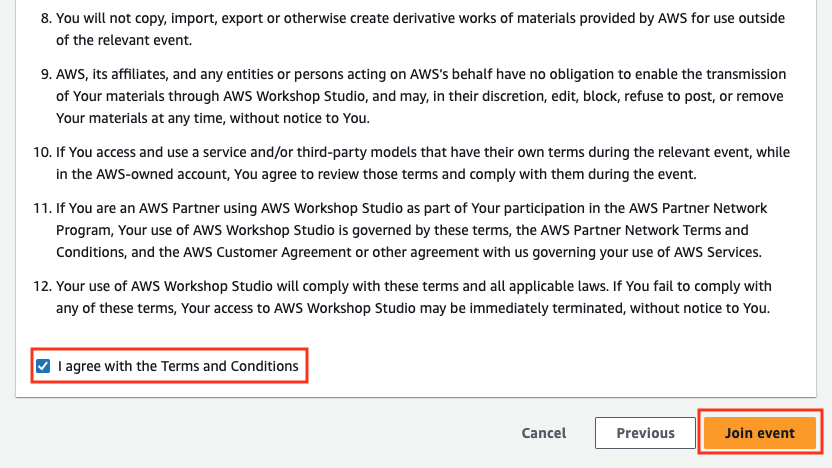 8. You will not copy, import, export or otherwise create derivative works of materials provided by AWS for use outside
of the relevant event.
9. AWS, its affiliates, and any entities or persons acting on AWS’s behalf have no obligation to enable the transmission
of Your materials through AWS Workshop Studio, and may, in their discretion, edit, block, refuse to post, or remove
Your materials at any time, without notice to You.
10. If You access and use a service and/or third-party models that have their own terms during the relevant event, while
in the AWS-owned account, You agree to review those terms and comply with them during the event.
11. If You are an AWS Partner using AWS Workshop Studio as part of Your participation in the AWS Partner Network
Program, Your use of AWS Workshop Studio is governed by these terms, the AWS Partner Network Terms and
Conditions, and the AWS Customer Agreement or other agreement with us governing your use of AWS Services.
12. Your use of AWS Workshop Studio will comply with these terms and all applicable laws. If You fail to comply with
any of these terms, Your access to AWS Workshop Studio may be immediately terminated, without notice to You.
I agree with the Terms and Conditions
Cancel Previous Join event